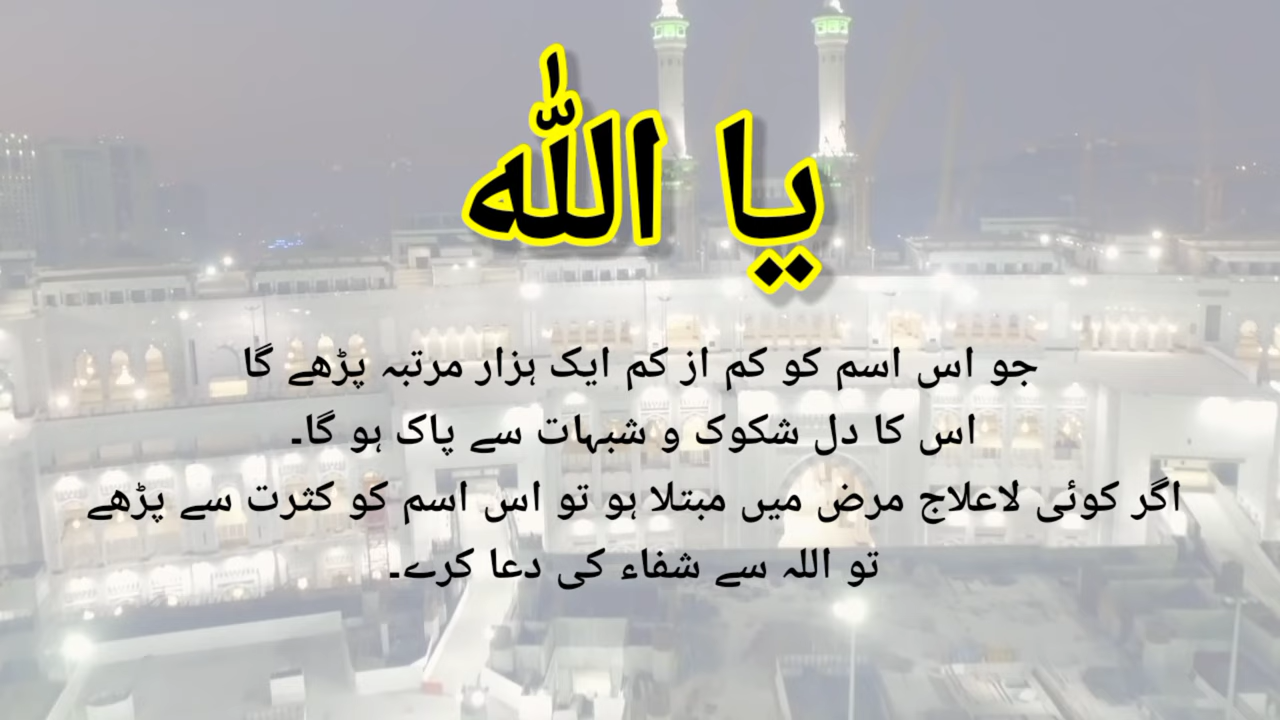 یا اللّٰہ
جو اس اسم کو کم از کم ایک ہزار مرتبہ پڑھے گا
اس کا دل شکوک و شبہات سے پاک ہو گا۔
اگر کوئی لاعلاج مرض میں مبتلا ہو تو اس اسم کو کثرت سے پڑھے
تو اللہ سے شفاء کی دعا کرے۔